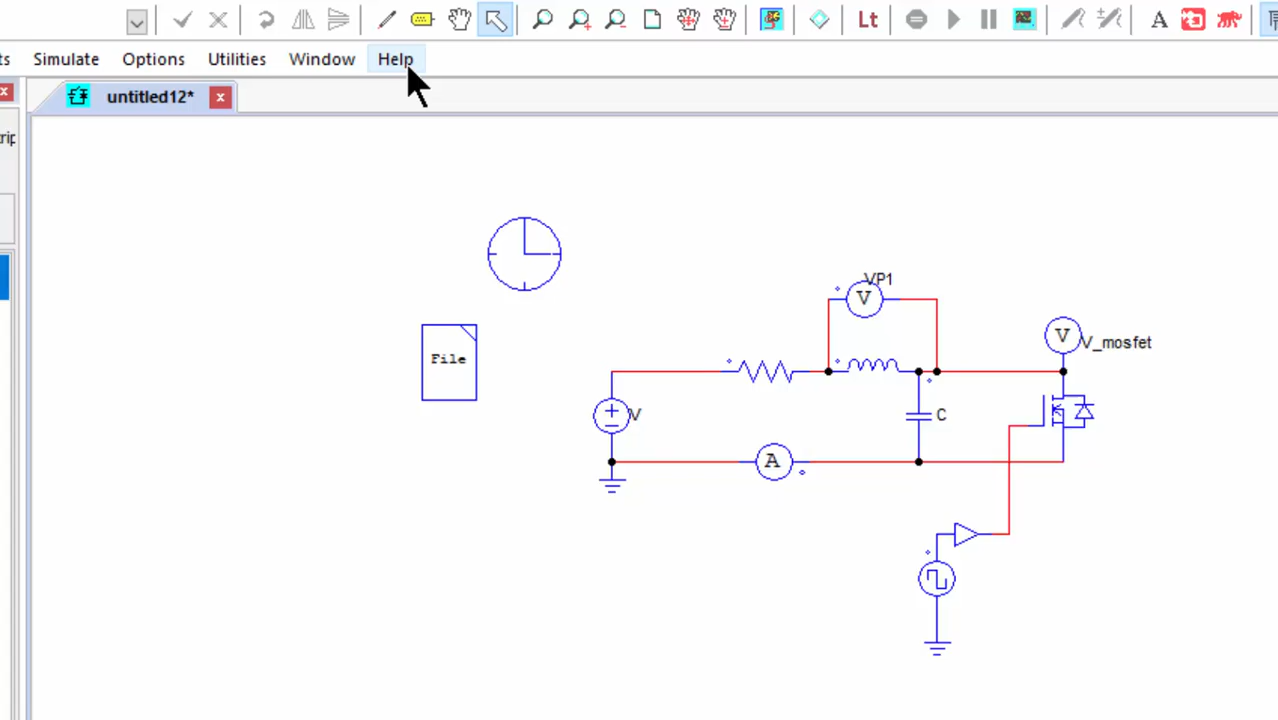 Lt A
ts Simulate Options Utilities Window Help
untitled12*
rip
File
VP1
V
V V_mosfet
V
C
A